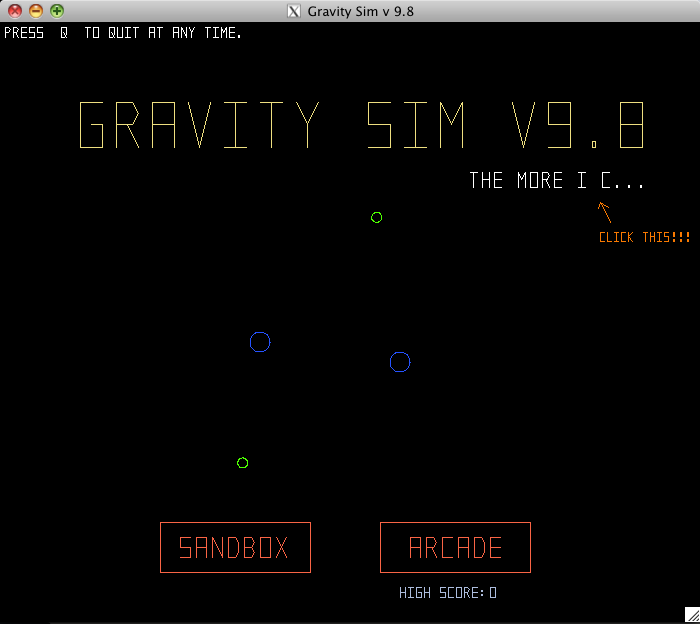 Gravity Sim v 9.8
PRESS Q TO QUIT AT ANY TIME.
GRAVITY SIM V9.8
THE MORE I C...
CLICK THIS!!!
SANDBOX
ARCADE
HIGH SCORE:0